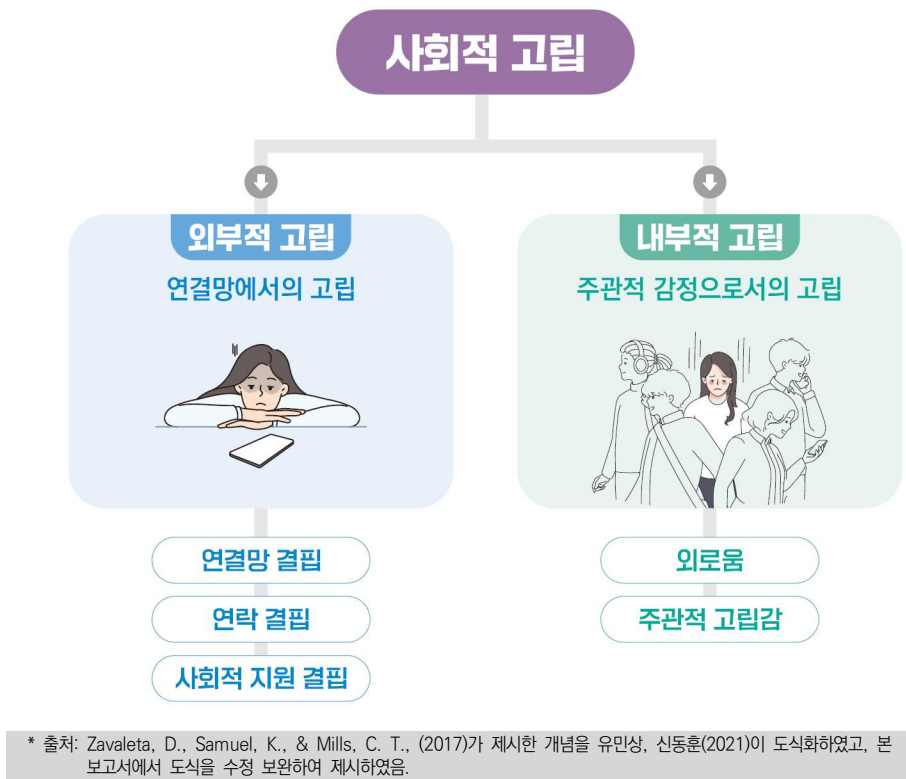 사회적 고립
외부적 고립
연결망에서의 고립
연결망 결핍
연락 결핍
사회적 지원 결핍
내부적 고립
주관적 감정으로서의 고립
외로움
주관적 고립감
* 출처: Zavaleta, D., Samuel, K., & Mills, C. T., (2017)가 제시한 개념을 유민상, 신동훈(2021)이 도식화하였고, 본
보고서에서 도식을 수정 보완하여 제시하였음.